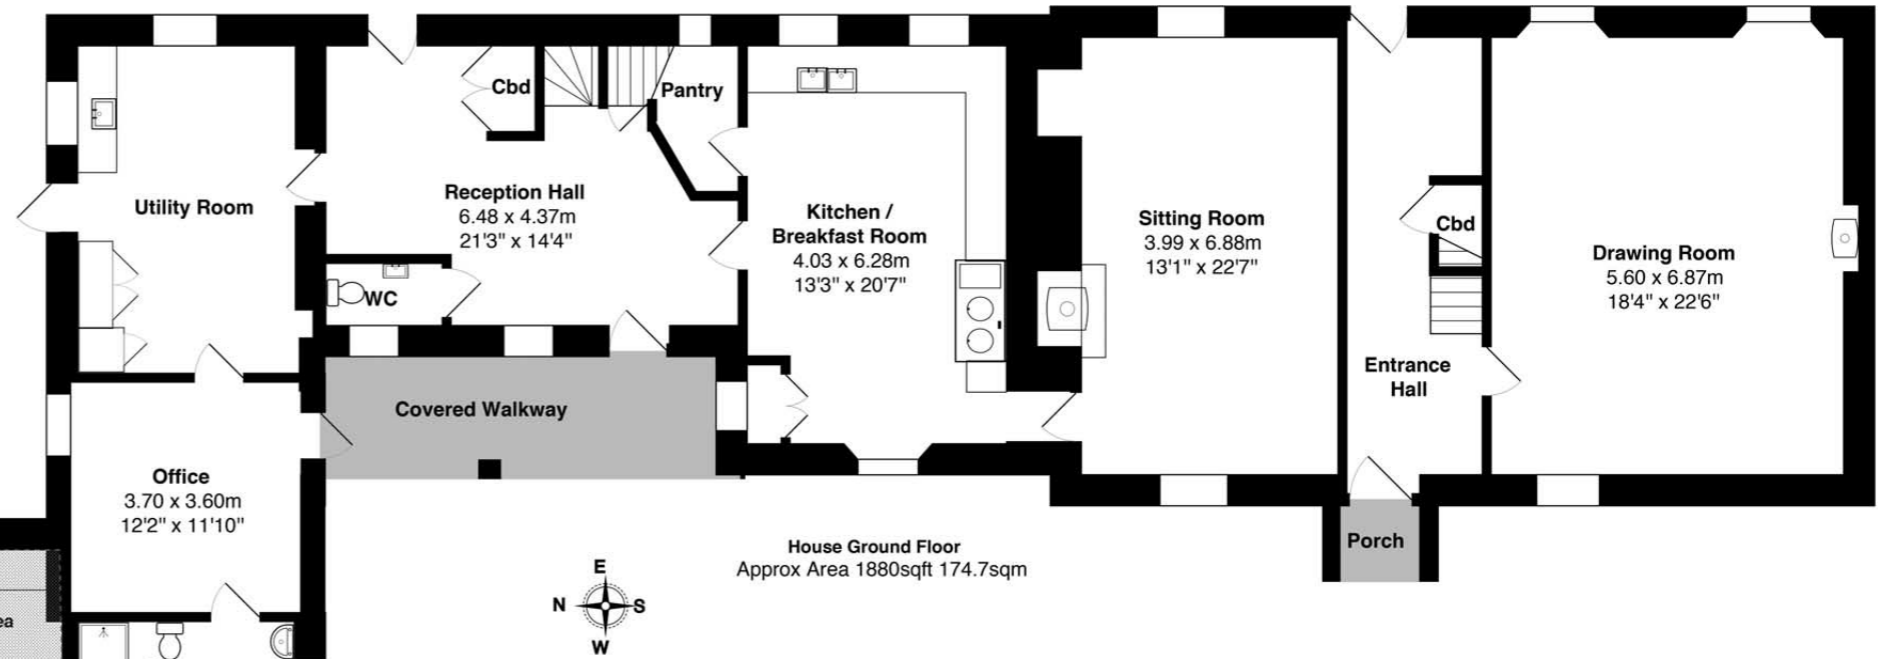 Cbd
Pantry
Utility Room
Reception Hall
6.48 x 4.37m
21'3" x 14'4"
WC
Kitchen /
Breakfast Room
4.03 x 6.28m
13'3" x 20'7"
Sitting Room
3.99 x 6.88m
13'1" x 22'7"
Cbd
Drawing Room
5.60 x 6.87m
18'4" x 22'6"
Entrance
Hall
Covered Walkway
Office
3.70 x 3.60m
12'2" x 11'10"
Porch
House Ground Floor
Approx Area 1880sqft 174.7sqm
E
N S
W
ea